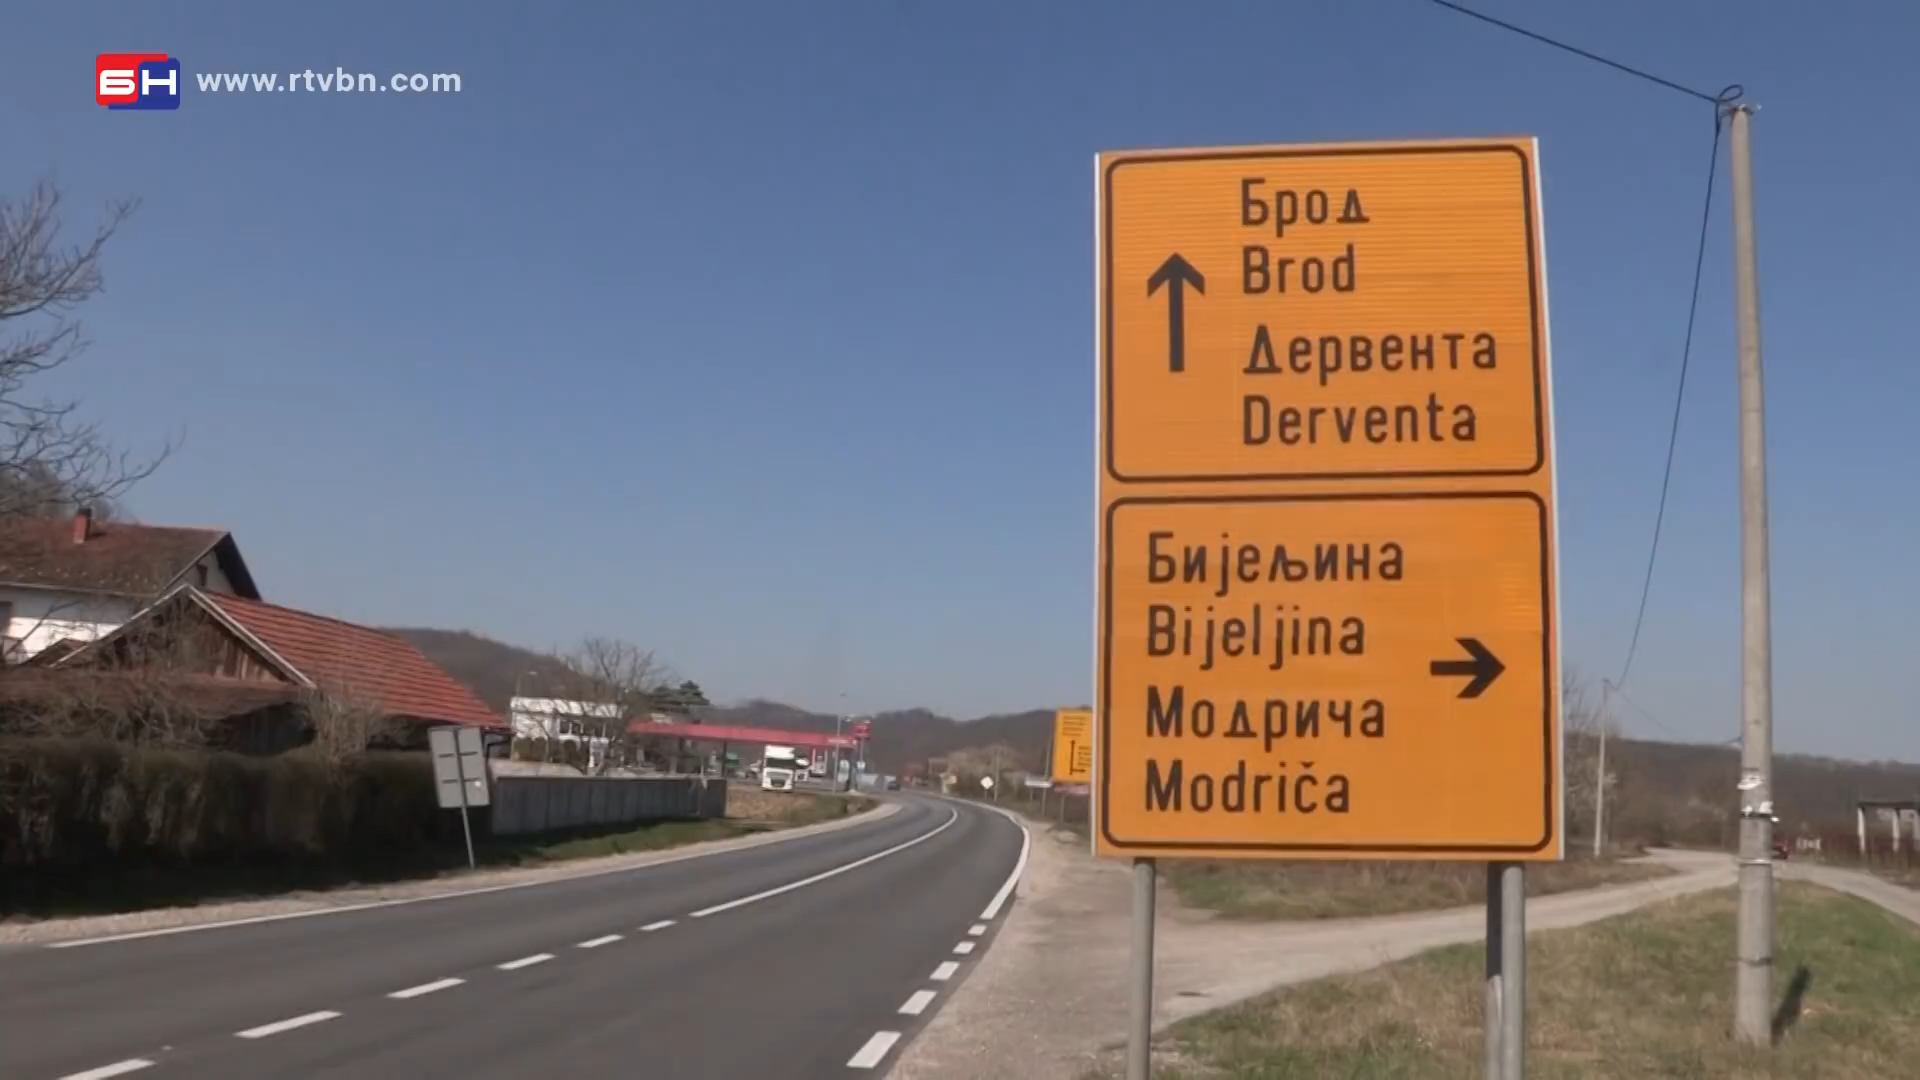 БН www.rtvbn.com
Брод
Brod
Дервента
Derventa
Бијељина
Bijeljina
Модрича
Modriča